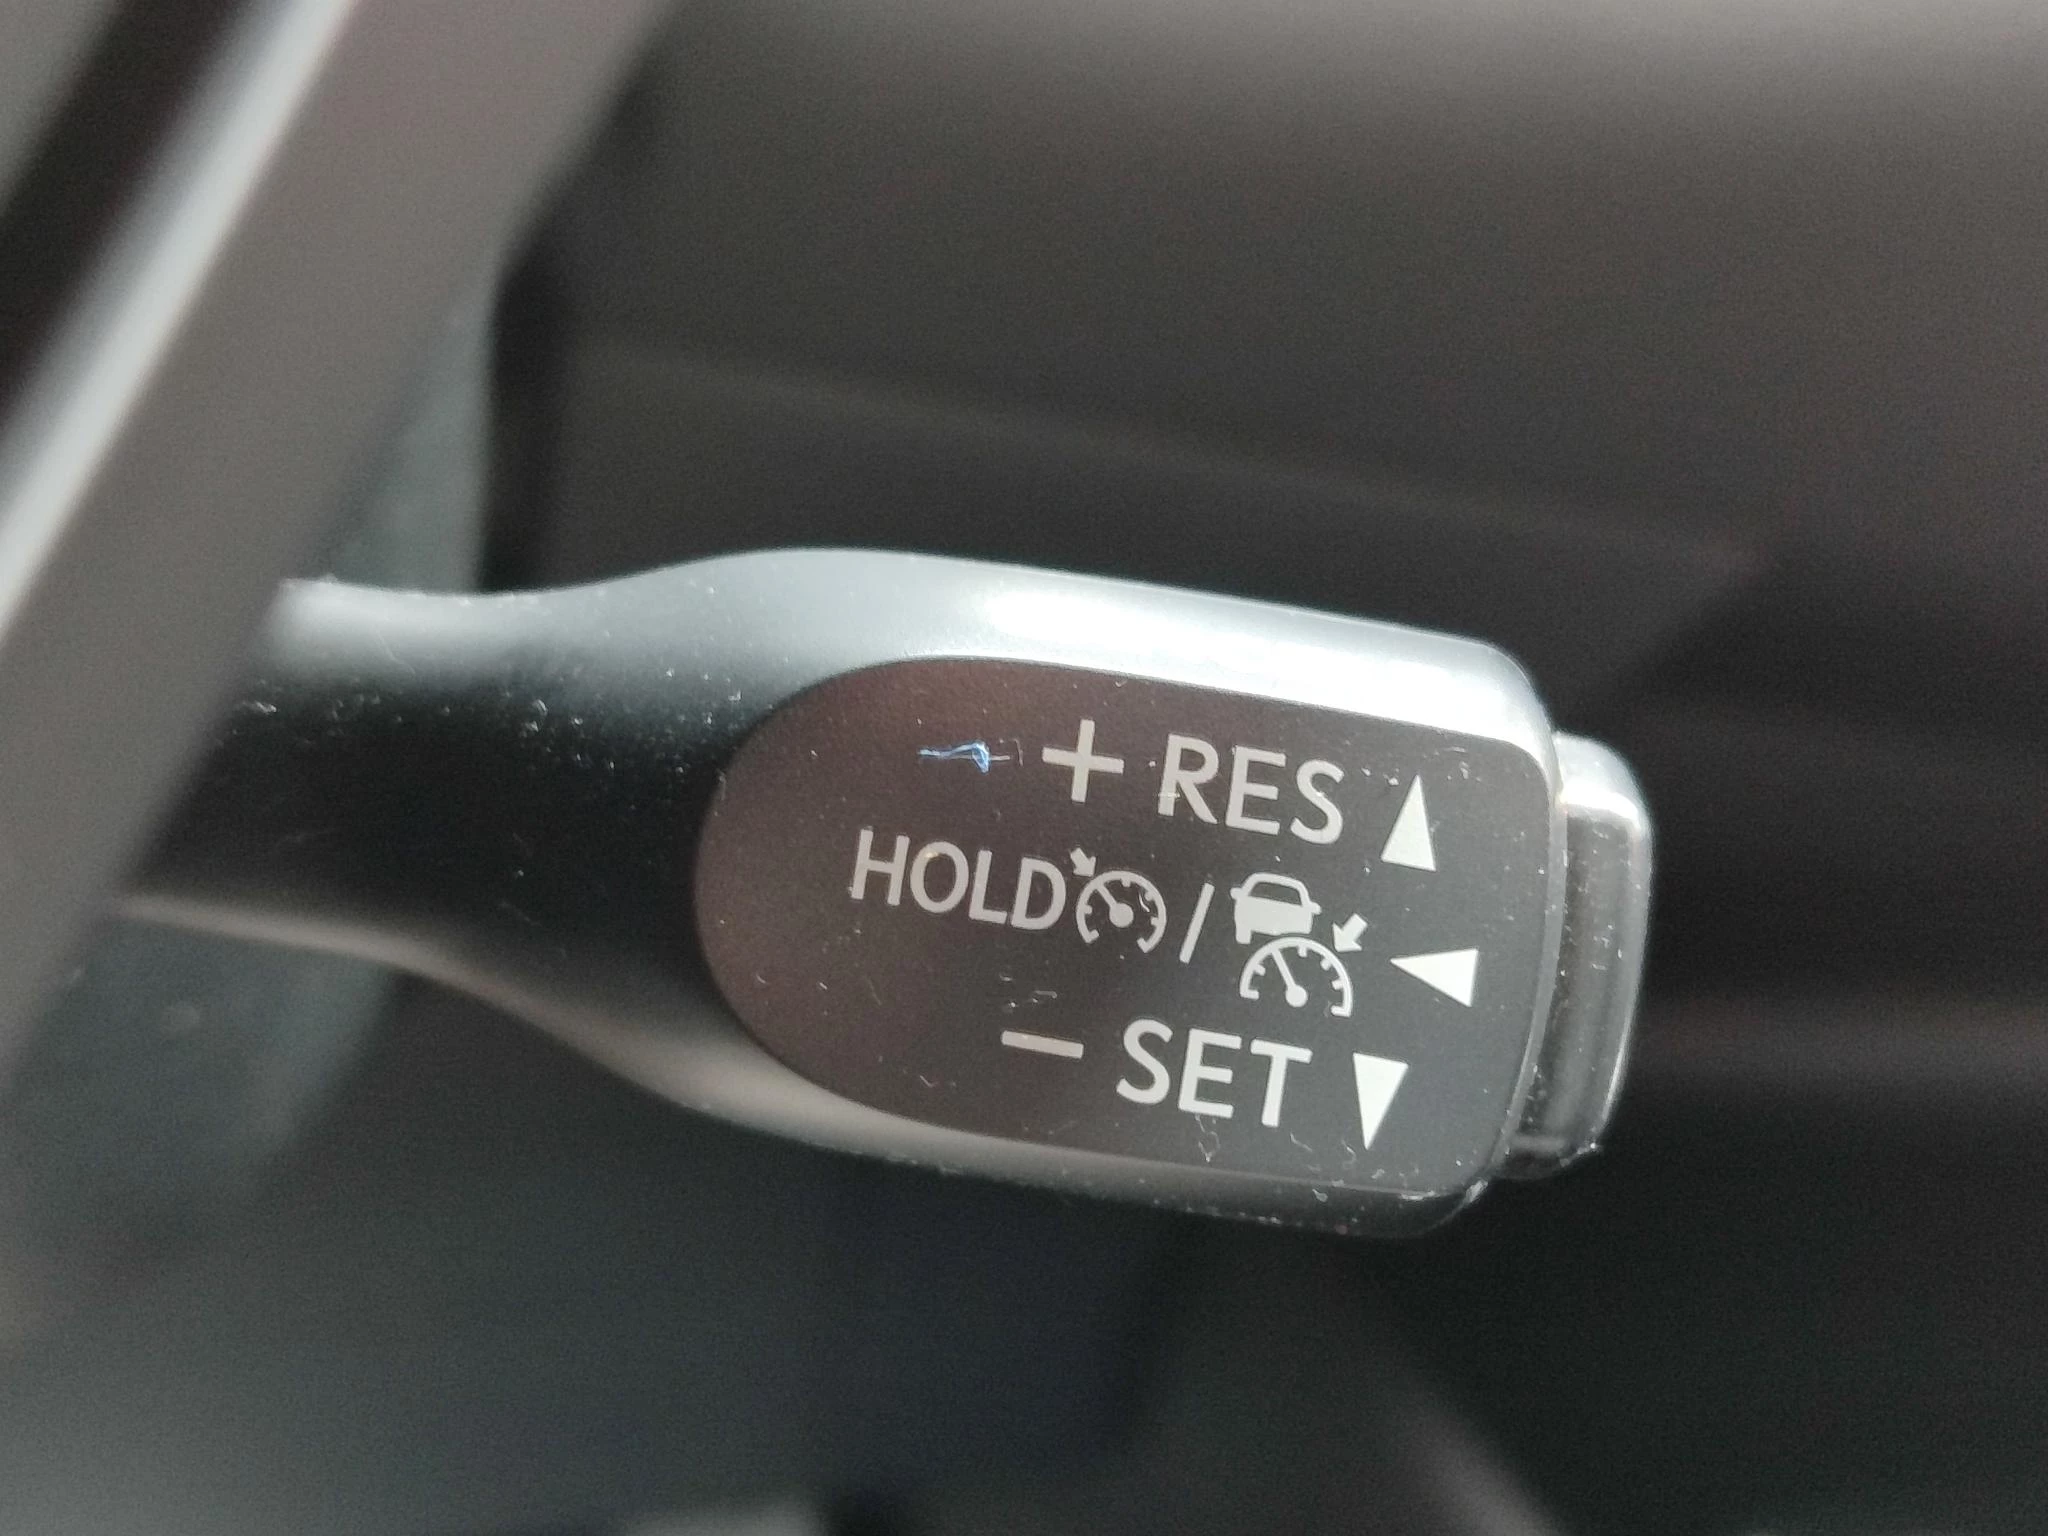 + RES
HOLD /
− SET